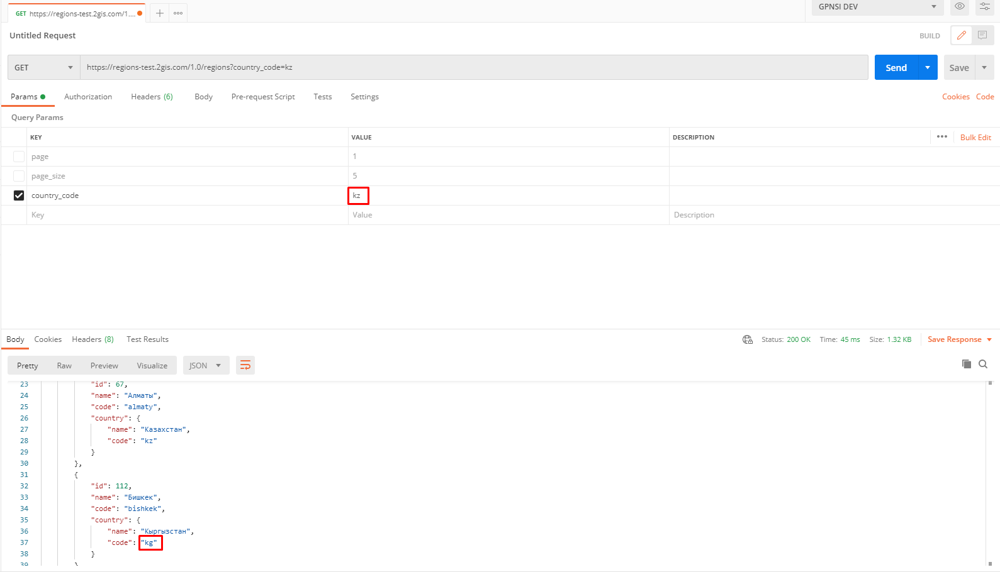 GET https://regions-test.2gis.com/1....
GPNSI DEV
Untitled Request
BUILD
GET
https://regions-test.2gis.com/1.0/regions?country_code=kz
Send
Save
Params
Authorization
Headers (6)
Body
Pre-request Script
Tests
Settings
Cookies
Code
Query Params
KEY
VALUE
DESCRIPTION
Bulk Edit
page
1
page_size
5
country_code
kz
Key
Value
Description
Body
Cookies
Headers (8)
Test Results
Status: 200 OK
Time: 45 ms
Size: 1.32 KB
Save Response
Pretty
Raw
Preview
Visualize
JSON
23 "id": 67,
24 "name": "Алматы",
25 "code": "almaty",
26 "country": {
27 "name": "Казахстан",
28 "code": "kz"
29 }
30 },
31 {
32 "id": 112,
33 "name": "Бишкек",
34 "code": "bishkek",
35 "country": {
36 "name": "Кыргызстан",
37 "code": "kg"
38 }
39 }